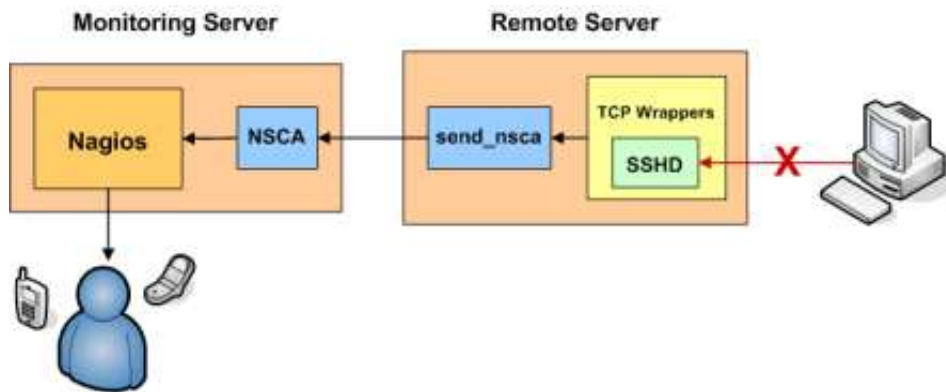 Monitoring Server
Remote Server
Nagios
NSCA
send_nsca
TCP Wrappers
SSHD
X